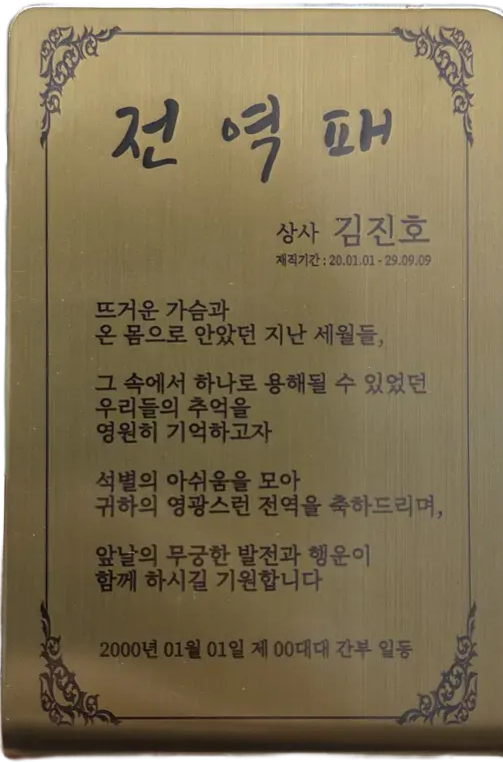 전역패
상사 김진호
재직기간 : 20.01.01 - 29.09.09
뜨거운 가슴과
온 몸으로 안았던 지난 세월들,
그 속에서 하나로 용해될 수 있었던
우리들의 추억을
영원히 기억하고자
석별의 아쉬움을 모아
귀하의 영광스런 전역을 축하드리며,
앞날의 무궁한 발전과 행운이
함께 하시길 기원합니다
2000년 01월 01일 제 00대대 간부 일동